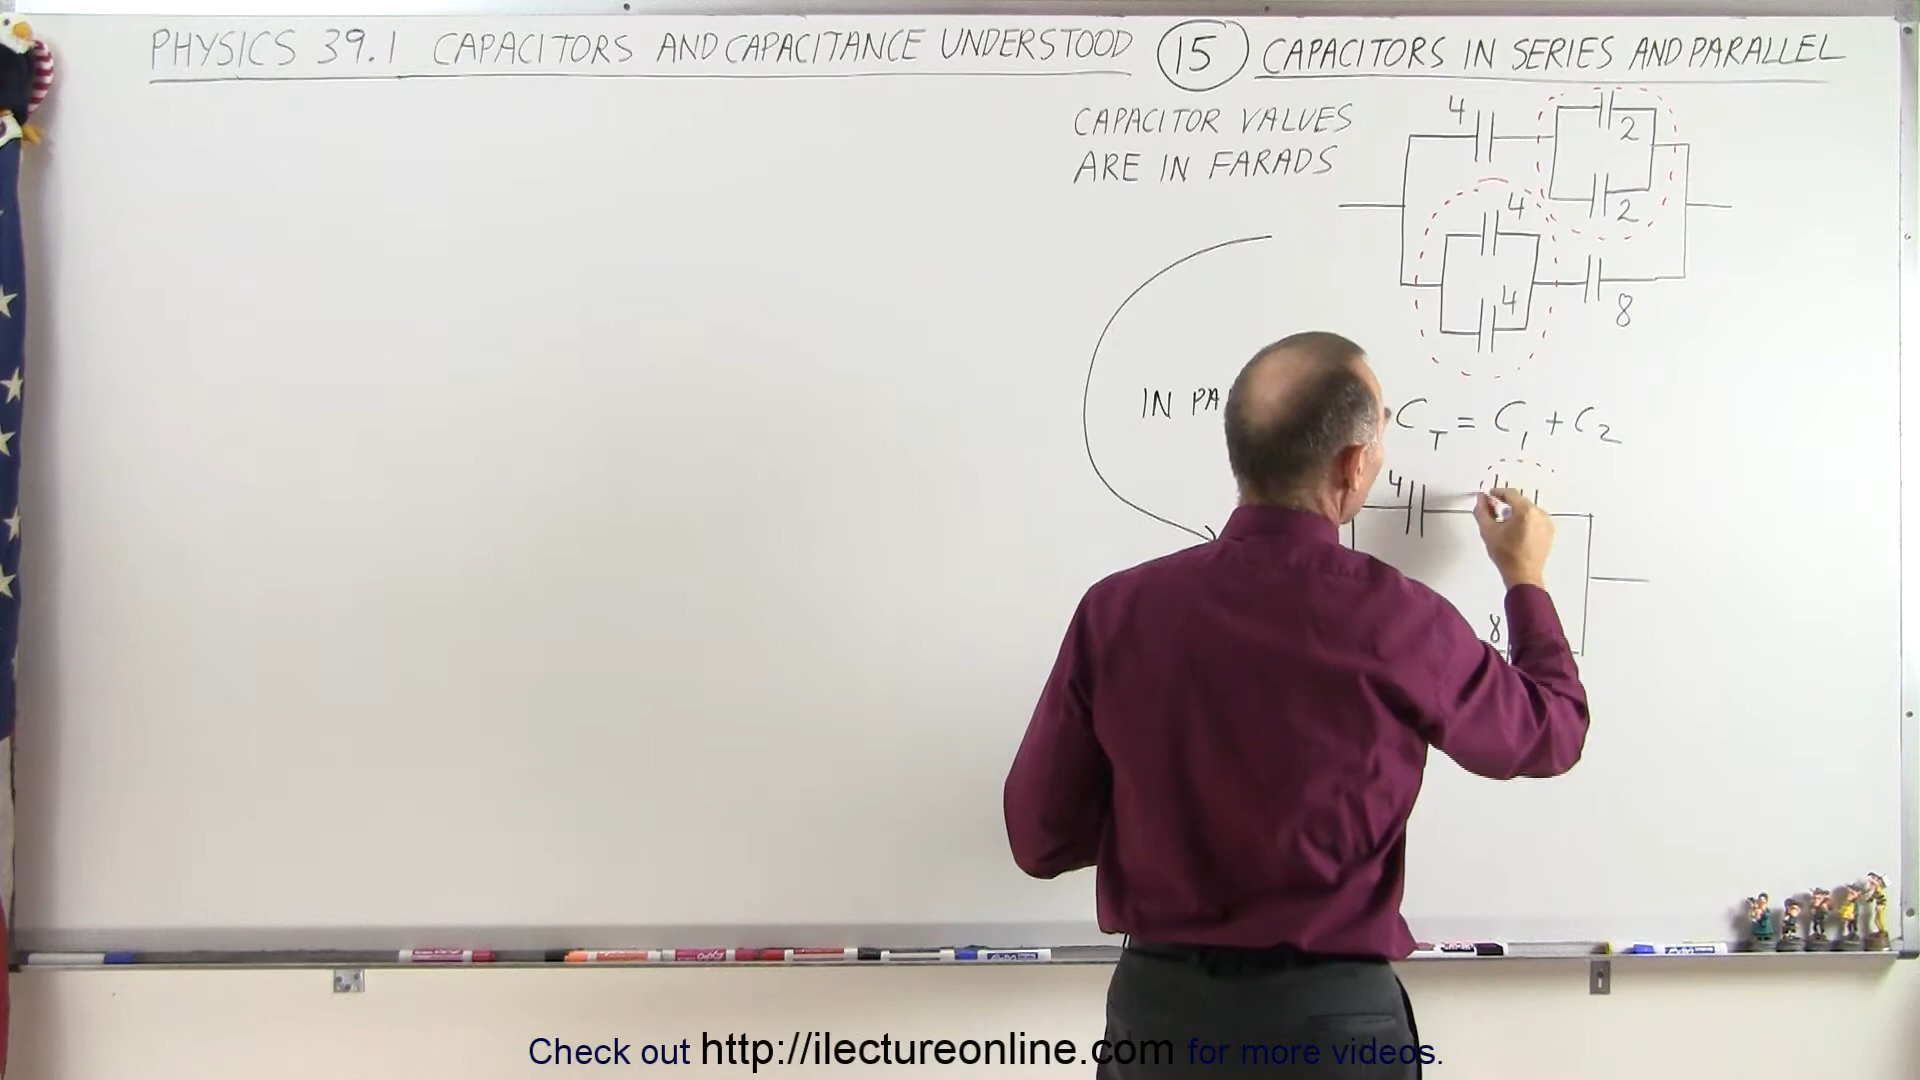 PHYSICS 39.1 CAPACITORS AND CAPACITANCE UNDERSTOOD 15 CAPACITORS IN SERIES AND PARALLEL
CAPACITOR VALUES
ARE IN FARADS
4
2
2
4
4
8
IN PA
C_T = C_1 + C_2
4
8
Check out http://ilectureonline.com for more videos.